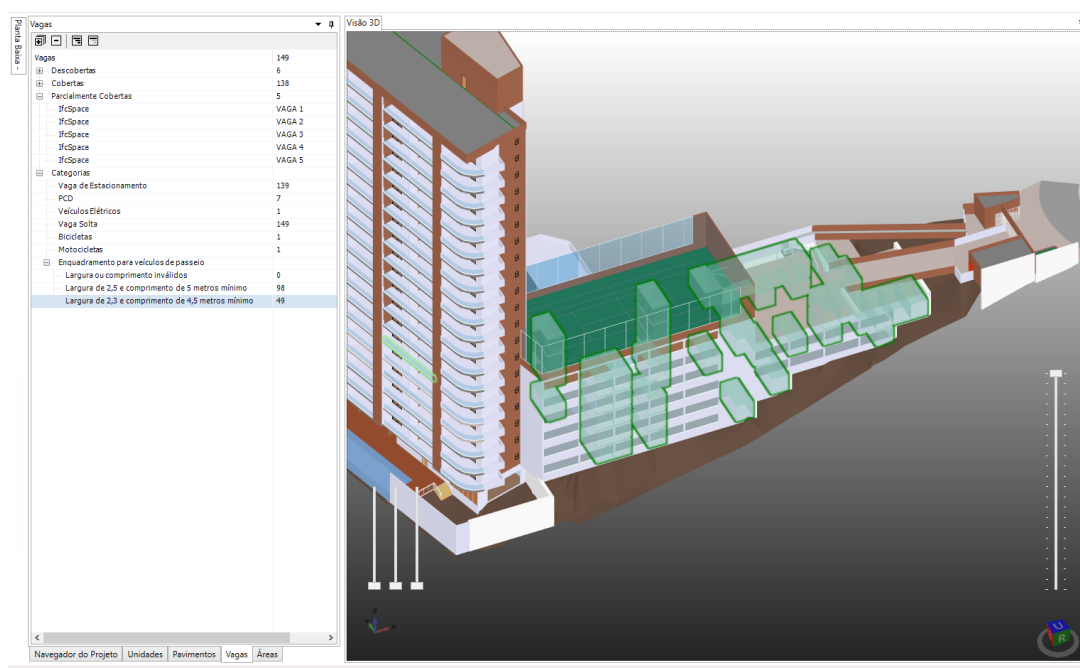 Planta Baixa -
Vagas
Visão 3D
Vagas 149
Descobertas 6
Cobertas 138
Parcialmente Cobertas 5
IfcSpace VAGA 1
IfcSpace VAGA 2
IfcSpace VAGA 3
IfcSpace VAGA 4
IfcSpace VAGA 5
Categorias
Vaga de Estacionamento 139
PCD 7
Veículos Elétricos 1
Vaga Solta 149
Bicicletas 1
Motocicletas 1
Enquadramento para veículos de passeio
Largura ou comprimento inválidos 0
Largura de 2,5 e comprimento de 5 metros mínimo 98
Largura de 2,3 e comprimento de 4,5 metros mínimo 49
Navegador do Projeto Unidades Pavimentos Vagas Áreas
U
R